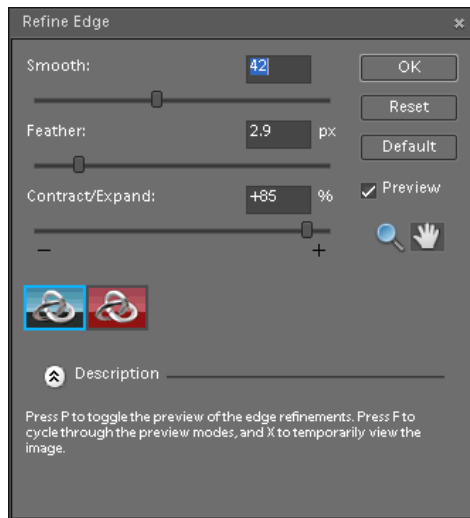 Refine Edge
Smooth: 42
OK
Reset
Feather: 2.9 px
Default
Contract/Expand: +85 %
Preview
Description
Press P to toggle the preview of the edge refinements. Press F to
cycle through the preview modes, and X to temporarily view the
image.